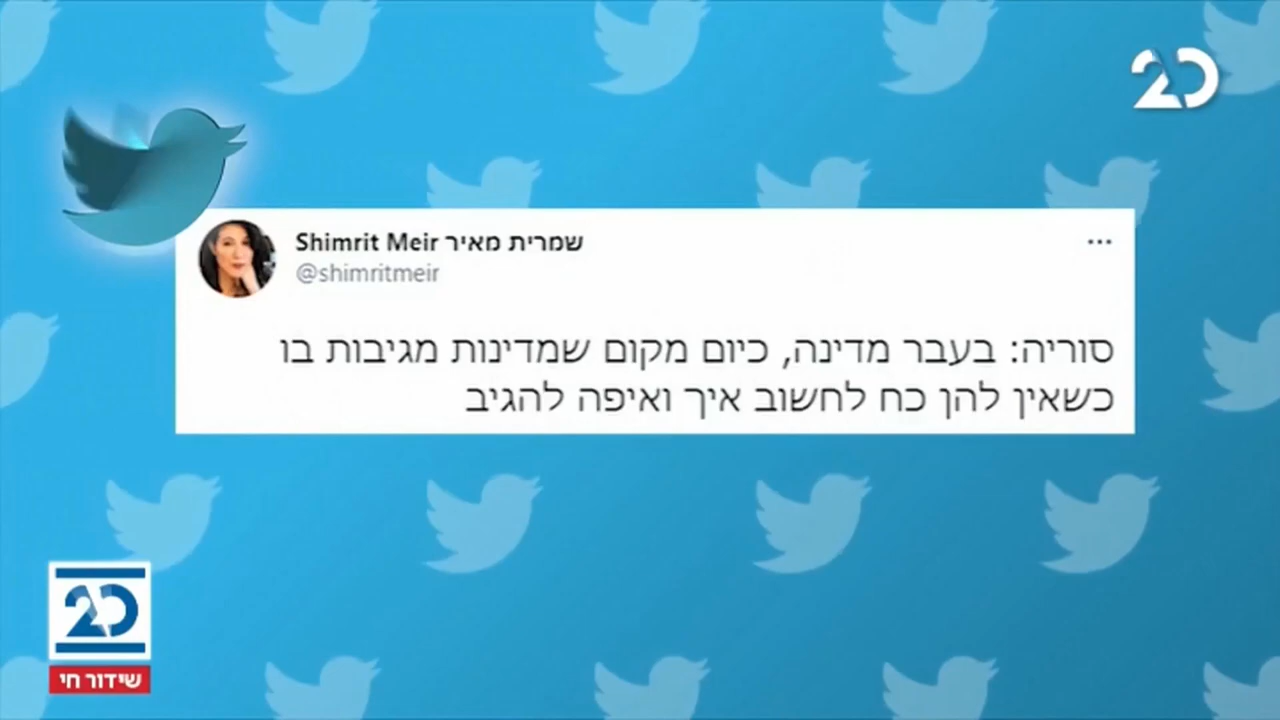 20
Shimrit Meir שמרית מאיר
@shimritmeir
סוריה: בעבר מדינה, כיום מקום שמדינות מגיבות בו
כשאין להן כח לחשוב איך ואיפה להגיב
20
שידור חי